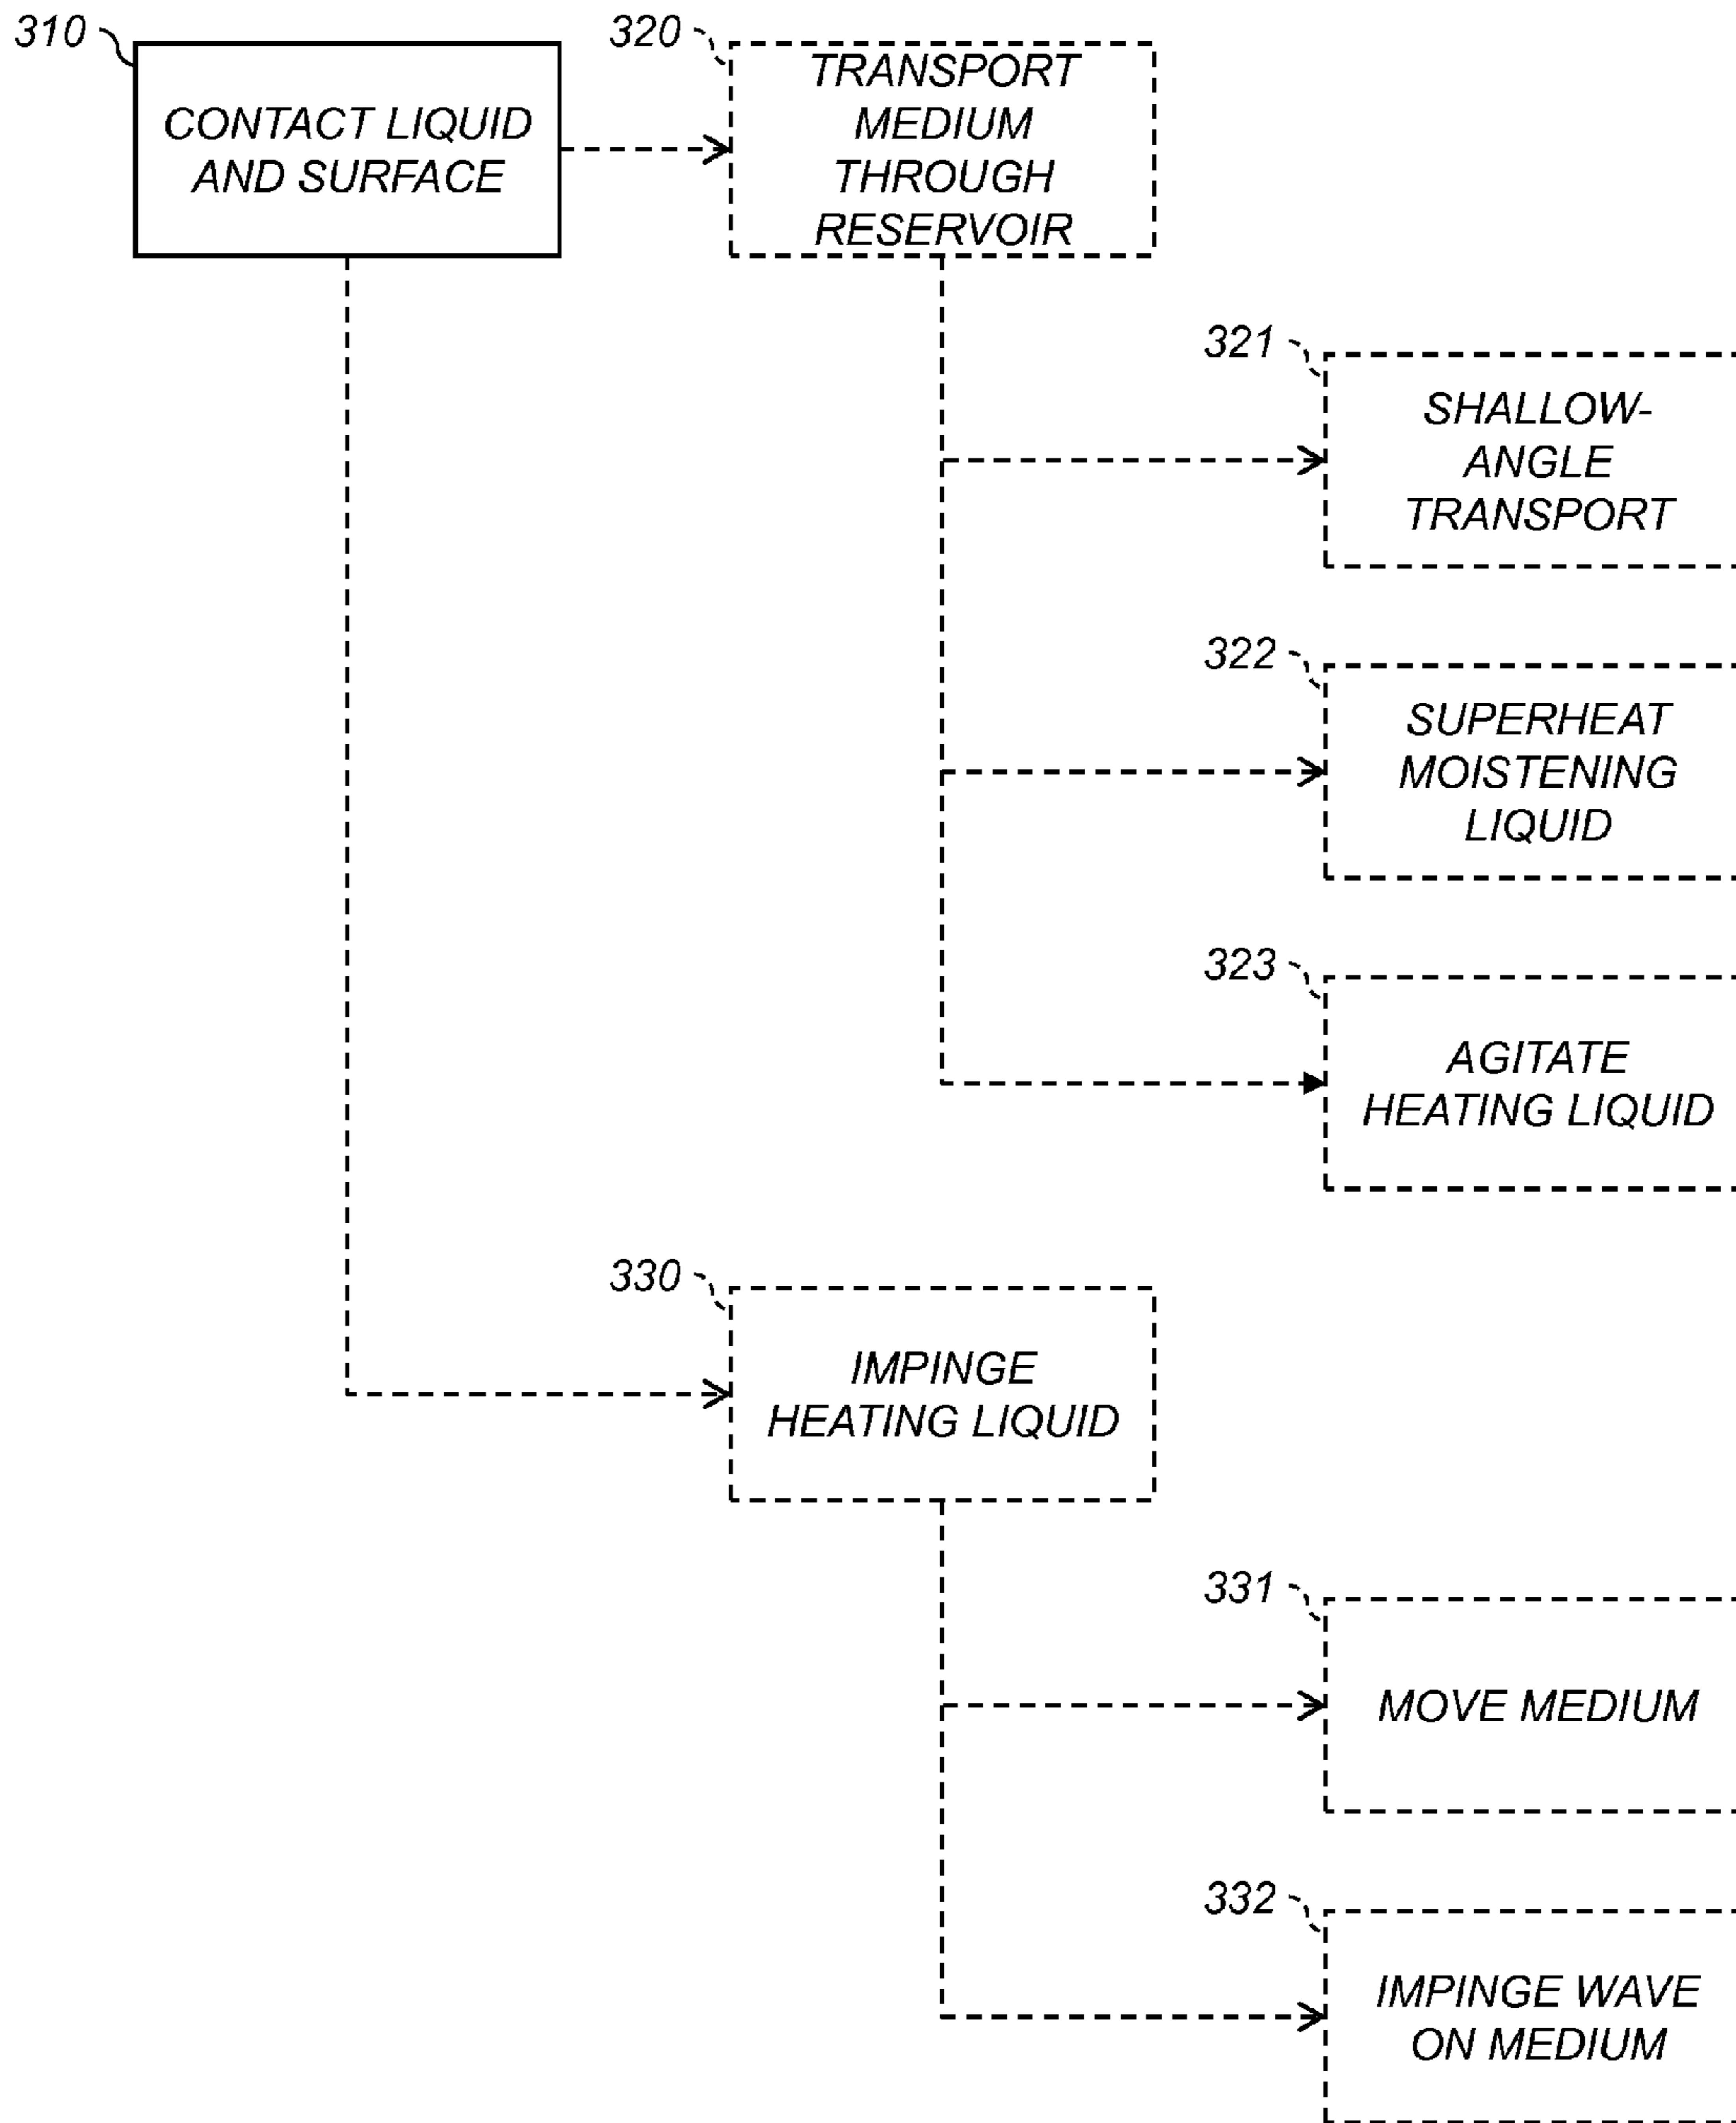 310
CONTACT LIQUID
AND SURFACE
320
TRANSPORT
MEDIUM
THROUGH
RESERVOIR
321
SHALLOW-
ANGLE
TRANSPORT
322
SUPERHEAT
MOISTENING
LIQUID
323
AGITATE
HEATING LIQUID
330
IMPINGE
HEATING LIQUID
331
MOVE MEDIUM
332
IMPINGE WAVE
ON MEDIUM